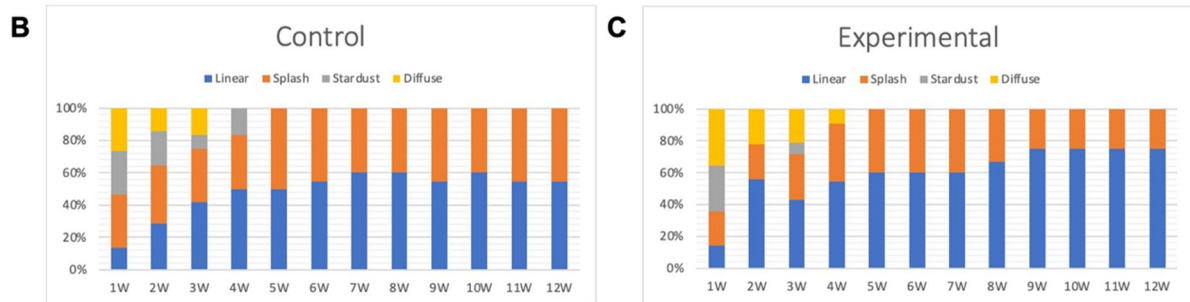 B
Control
Linear Splash Stardust Diffuse
100%
80%
60%
40%
20%
0%
1W 2W 3W 4W 5W 6W 7W 8W 9W 10W 11W 12W
C
Experimental
Linear Splash Stardust Diffuse
100%
80%
60%
40%
20%
0%
1W 2W 3W 4W 5W 6W 7W 8W 9W 10W 11W 12W